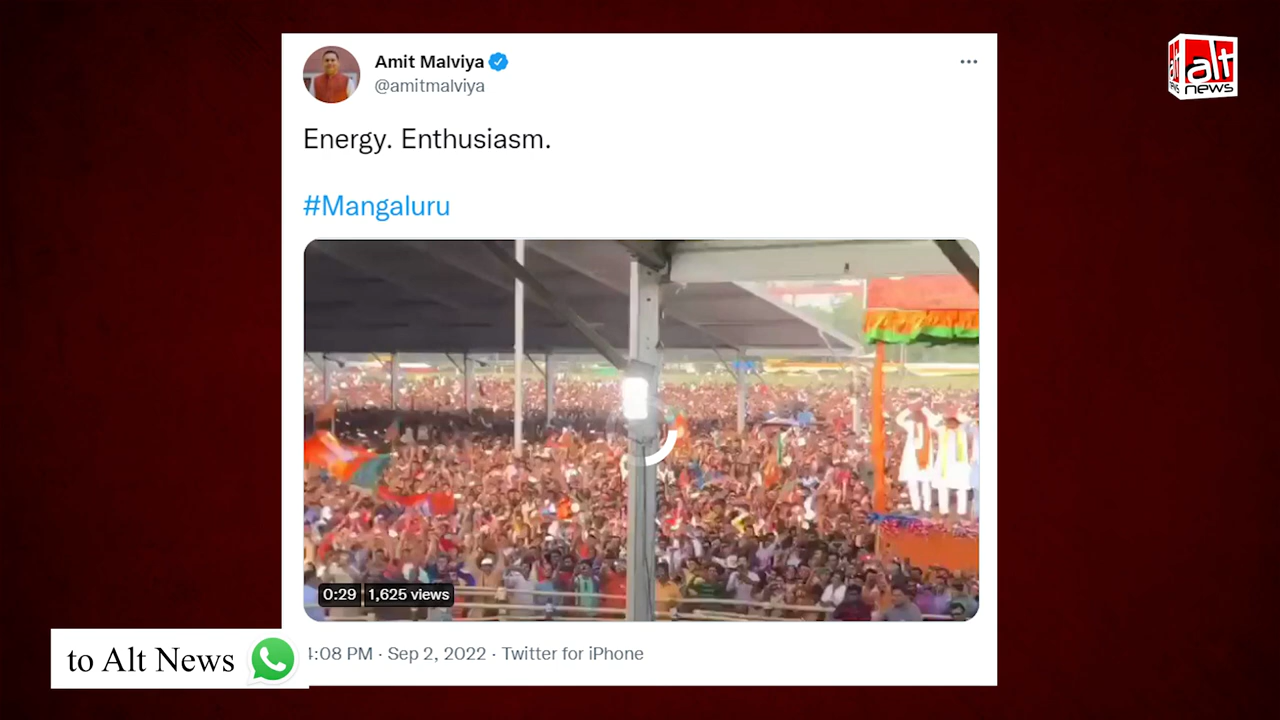 Amit Malviya
@amitmalviya
alt
news
Energy. Enthusiasm.
#Mangaluru
0:29 1,625 views
to Alt News
:08 PM · Sep 2, 2022 · Twitter for iPhone